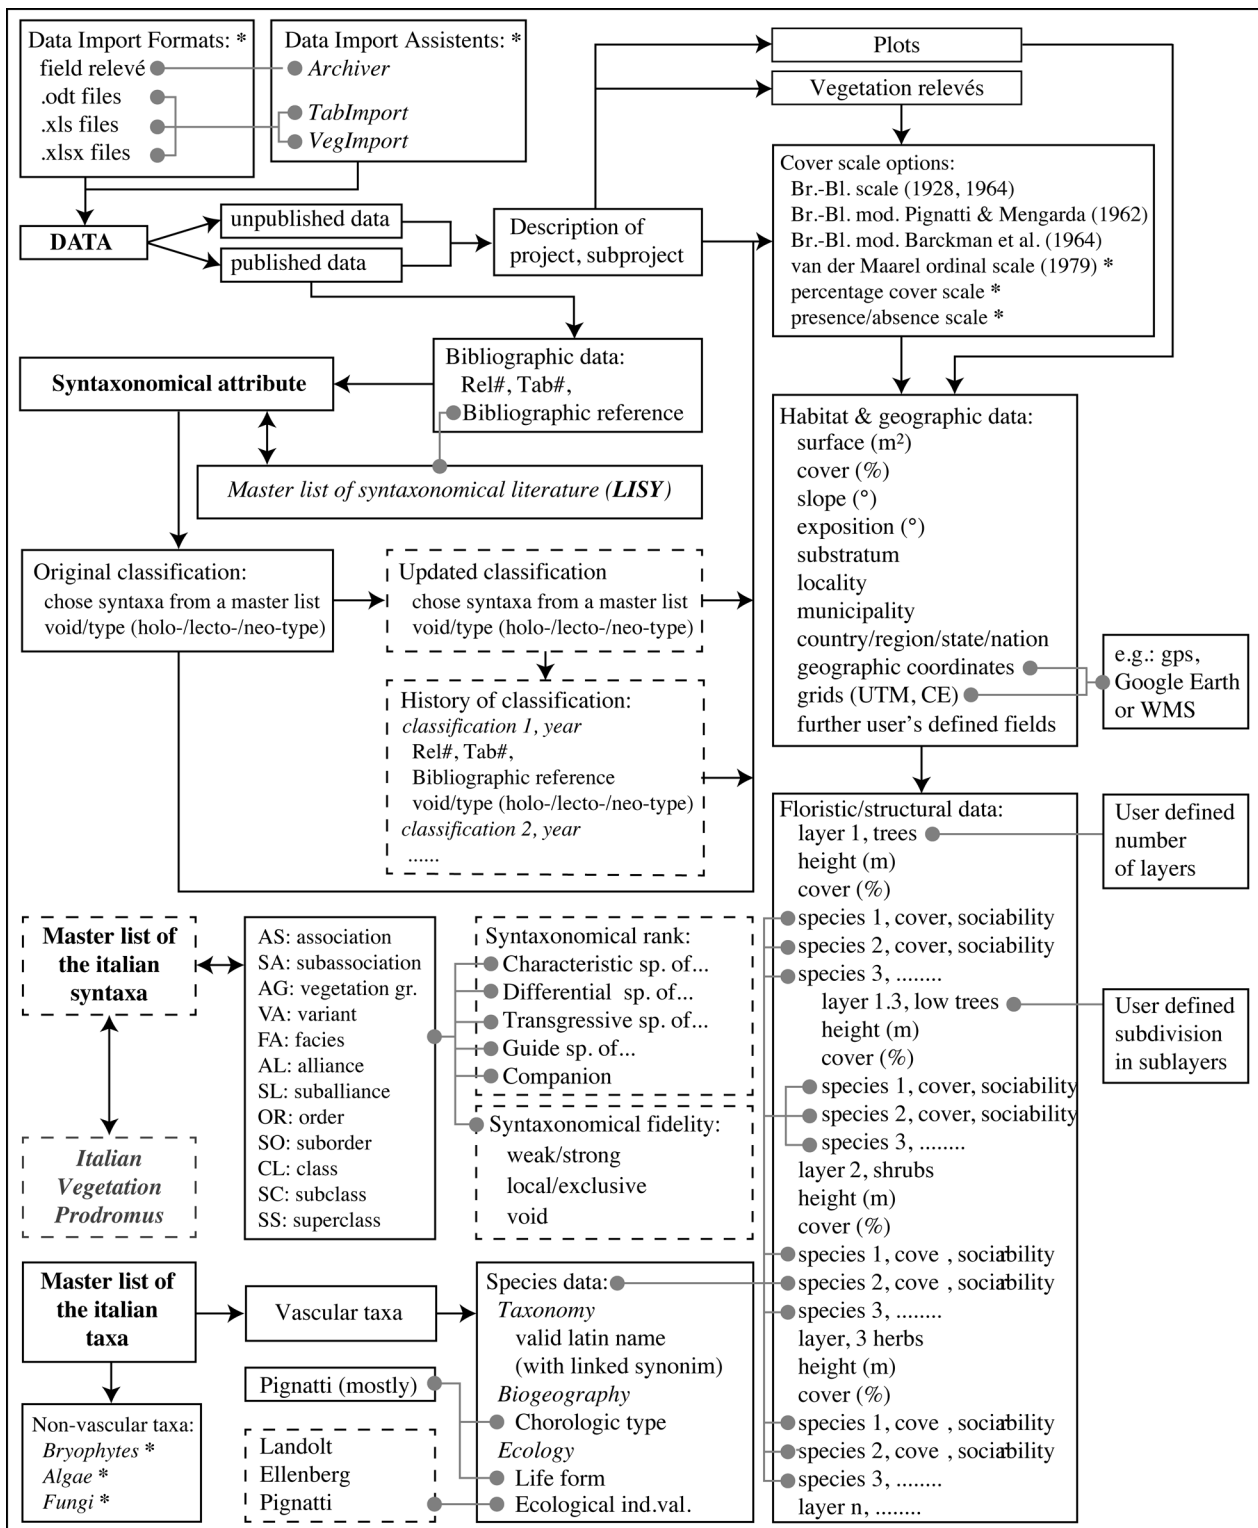 Data Import Formats: *
field relevé
.odt files
.xls files
.xlsx files
Data Import Assistents: *
Archiver
TabImport
VegImport
Plots
Vegetation relevés
DATA
unpublished data
published data
Description of
project, subproject
Cover scale options:
Br.-Bl. scale (1928, 1964)
Br.-Bl. mod. Pignatti & Mengarda (1962)
Br.-Bl. mod. Barckman et al. (1964)
van der Maarel ordinal scale (1979) *
percentage cover scale *
presence/absence scale *
Bibliographic data:
Rel#, Tab#,
Bibliographic reference
Syntaxonomical attribute
Master list of syntaxonomical literature (LISY)
Original classification:
chose syntaxa from a master list
void/type (holo-/lecto-/neo-type)
Updated classification
chose syntaxa from a master list
void/type (holo-/lecto-/neo-type)
History of classification:
classification 1, year
Rel#, Tab#,
Bibliographic reference
void/type (holo-/lecto-/neo-type)
classification 2, year
......
Habitat & geographic data:
surface (m²)
cover (%)
slope (°)
exposition (°)
substratum
locality
municipality
country/region/state/nation
geographic coordinates
grids (UTM, CE)
further user's defined fields
e.g.: gps,
Google Earth
or WMS
Floristic/structural data:
layer 1, trees
height (m)
cover (%)
species 1, cover, sociability
species 2, cover, sociability
species 3, ........
layer 1.3, low trees
height (m)
cover (%)
species 1, cover, sociability
species 2, cover, sociability
species 3, ........
layer 2, shrubs
height (m)
cover (%)
species 1, cove , sociability
species 2, cove , sociability
species 3, ........
layer, 3 herbs
height (m)
cover (%)
species 1, cove , sociability
species 2, cove , sociability
species 3, ........
layer n, ........
User defined
number
of layers
User defined
subdivision
in sublayers
Master list of
the italian
syntaxa
Italian
Vegetation
Prodromus
AS: association
SA: subassociation
AG: vegetation gr.
VA: variant
FA: facies
AL: alliance
SL: suballiance
OR: order
SO: suborder
CL: class
SC: subclass
SS: superclass
Syntaxonomical rank:
Characteristic sp. of...
Differential sp. of...
Transgressive sp. of...
Guide sp. of...
Companion
Syntaxonomical fidelity:
weak/strong
local/exclusive
void
Master list of
the italian
taxa
Vascular taxa
Non-vascular taxa:
Bryophytes *
Algae *
Fungi *
Pignatti (mostly)
Landolt
Ellenberg
Pignatti
Species data:
Taxonomy
valid latin name
(with linked synonim)
Biogeography
Chorologic type
Ecology
Life form
Ecological ind.val.